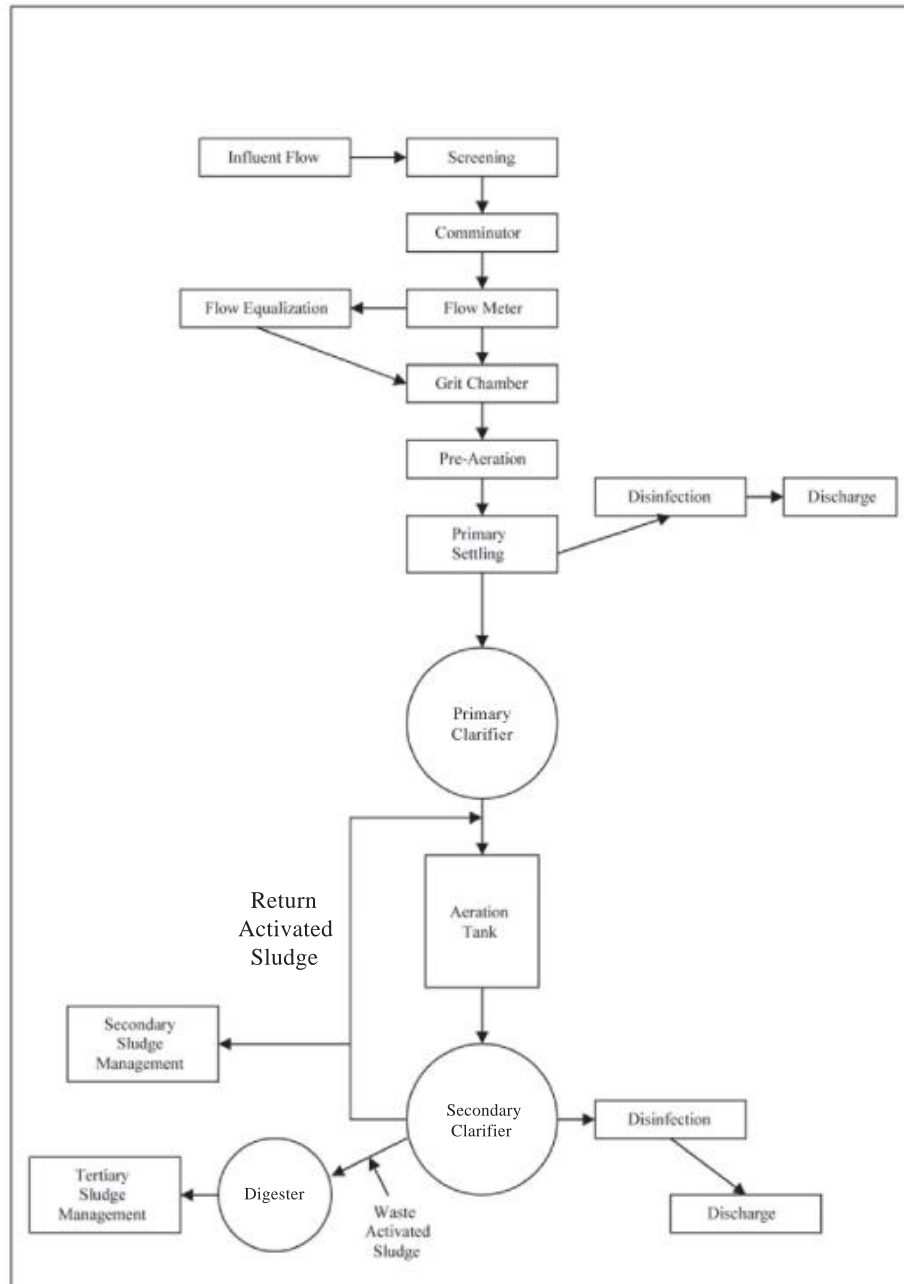 Influent Flow
Screening
Comminutor
Flow Equalization
Flow Meter
Grit Chamber
Pre-Aeration
Disinfection
Discharge
Primary
Settling
Primary
Clarifier
Return
Activated
Sludge
Aeration
Tank
Secondary
Sludge
Management
Secondary
Clarifier
Disinfection
Tertiary
Sludge
Management
Digester
Waste
Activated
Sludge
Discharge